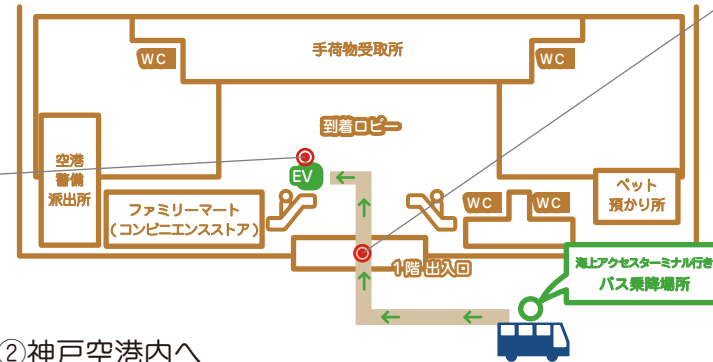 手荷物受取所
WC
WC
到着ロビー
空港
警備
派出所
EV
ファミリーマート
(コンビニエンスストア)
WC
WC
ペット
預かり所
1階 出入口
海上アクセスターミナル行き
バス乗降場所
②神戸空港内へ